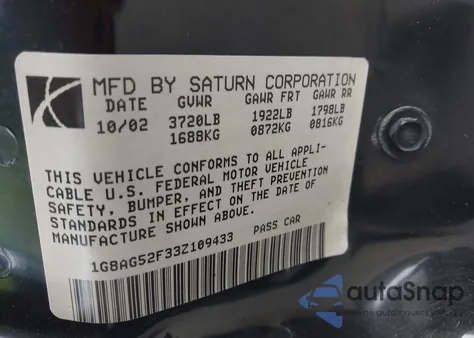 MFD BY SATURN CORPORATION
DATE GVWR GAWR FRT GAWR RR
10/02 3720LB 1922LB 1798LB
1688KG 0872KG 0816KG
THIS VEHICLE CONFORMS TO ALL APPLI-
CABLE U.S. FEDERAL MOTOR VEHICLE
SAFETY, BUMPER, AND THEFT PREVENTION
STANDARDS IN EFFECT ON THE DATE OF
MANUFACTURE SHOWN ABOVE.
1G8AG52F33Z109433 PASS CAR
autoSnap